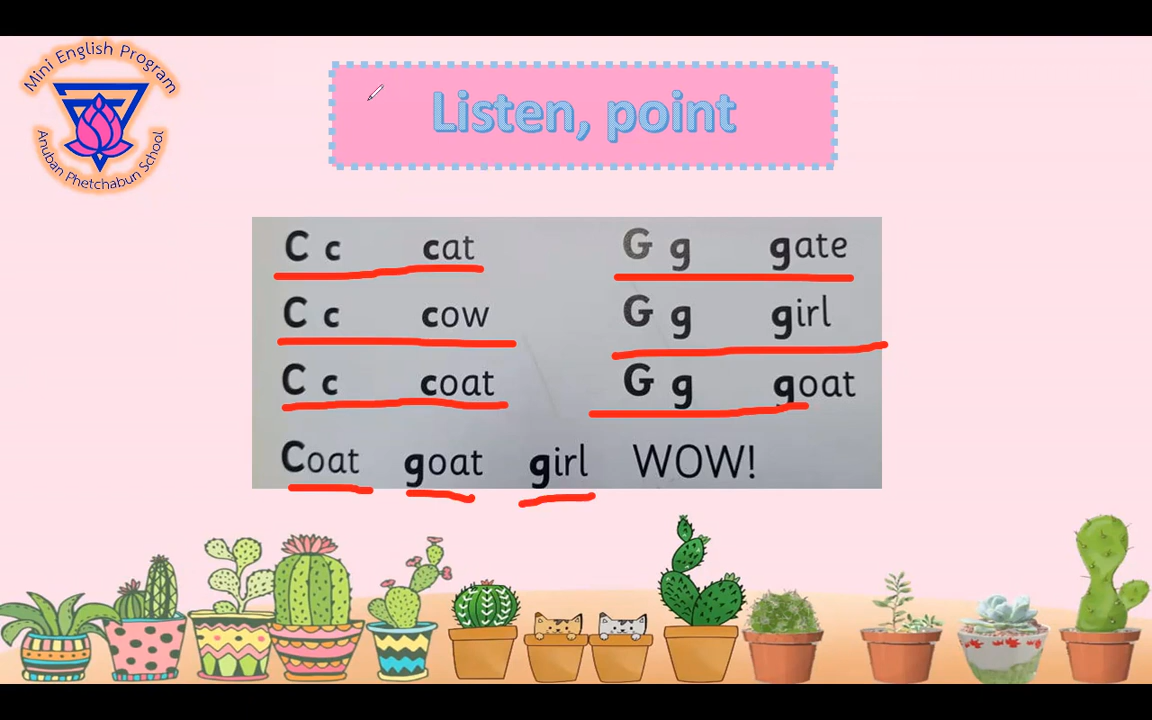 Mini English Program
Anuban Phetchabun School
Listen, point
C c cat G g gate
C c cow G g girl
C c coat G g goat
Coat goat girl WOW!